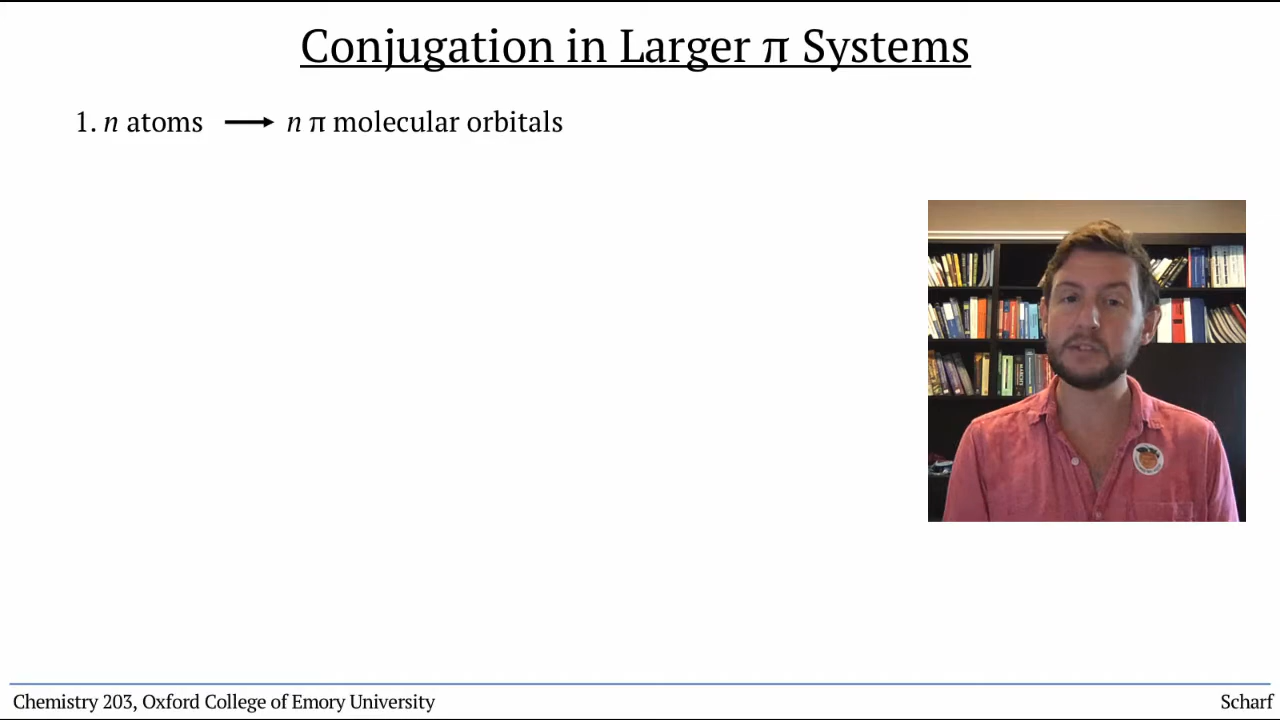 Conjugation in Larger π Systems
1. n atoms ⟶ n π molecular orbitals
Chemistry 203, Oxford College of Emory University
Scharf